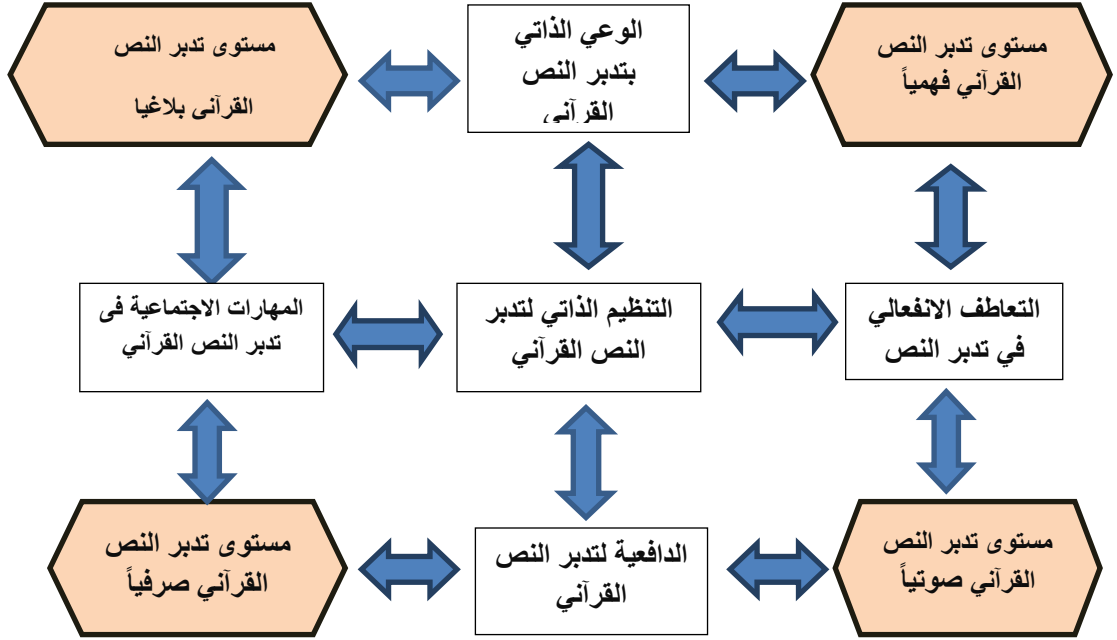 مستوى تدبر النص
القرآني فهمياً
الوعي الذاتي
بتدبر النص
القرآني
مستوى تدبر النص
القرآنى بلاغيا
التعاطف الانفعالي
في تدبر النص
التنظيم الذاتي لتدبر
النص القرآني
المهارات الاجتماعية فى
تدبر النص القرآني
مستوى تدبر النص
القرآني صوتياً
الدافعية لتدبر النص
القرآني
مستوى تدبر النص
القرآني صرفياً